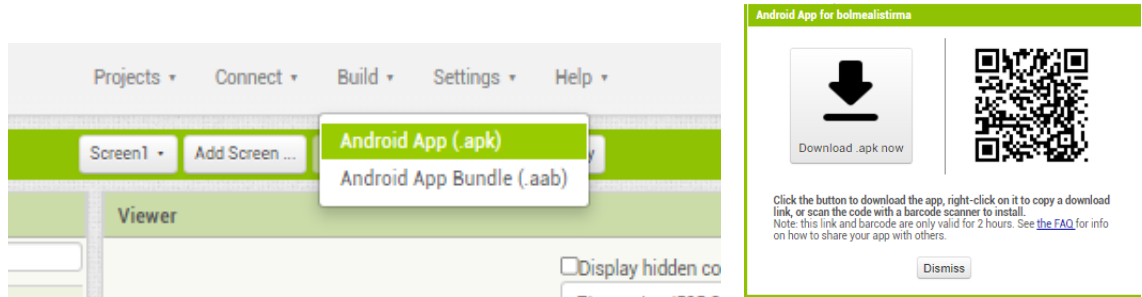 Projects Connect Build Settings Help
Screen1 Add Screen ...
Android App (.apk)
Android App Bundle (.aab)
Viewer
Display hidden co
Android App for bolmealistirma
Download .apk now
Click the button to download the app, right-click on it to copy a download
link, or scan the code with a barcode scanner to install.
Note: this link and barcode are only valid for 2 hours. See the FAQ for info
on how to share your app with others.
Dismiss